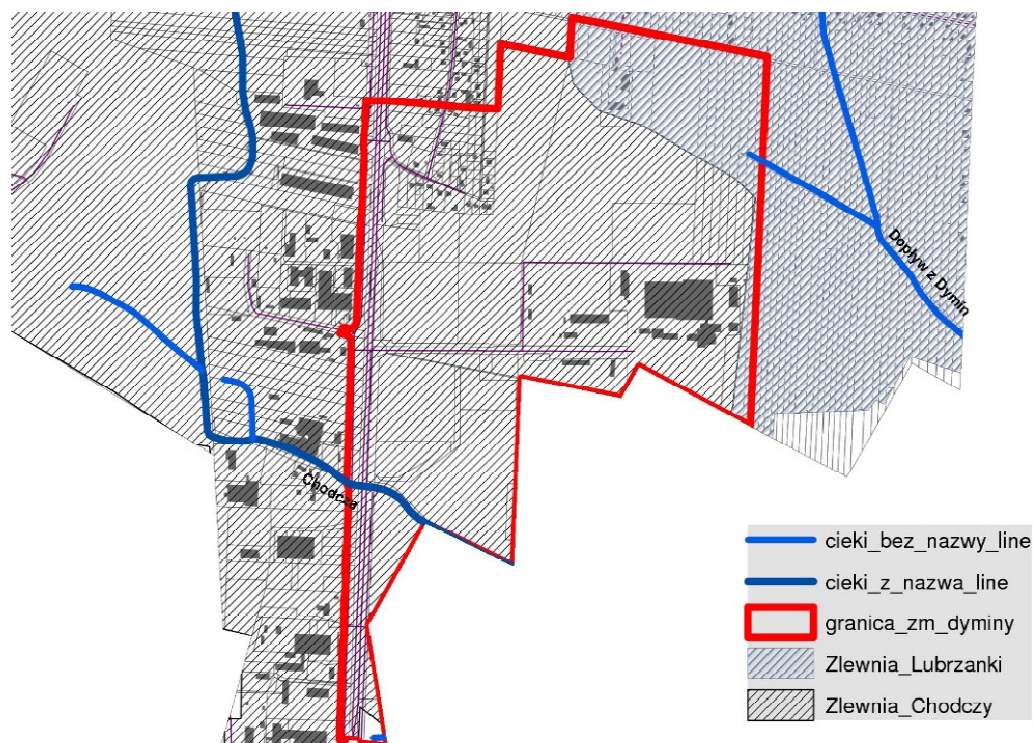 Dopływ z Dymin
Chodcza
cieki_bez_nazwy_line
cieki_z_nazwa_line
granica_zm_dyminy
Zlewnia_Lubrzanki
Zlewnia_Chodczy